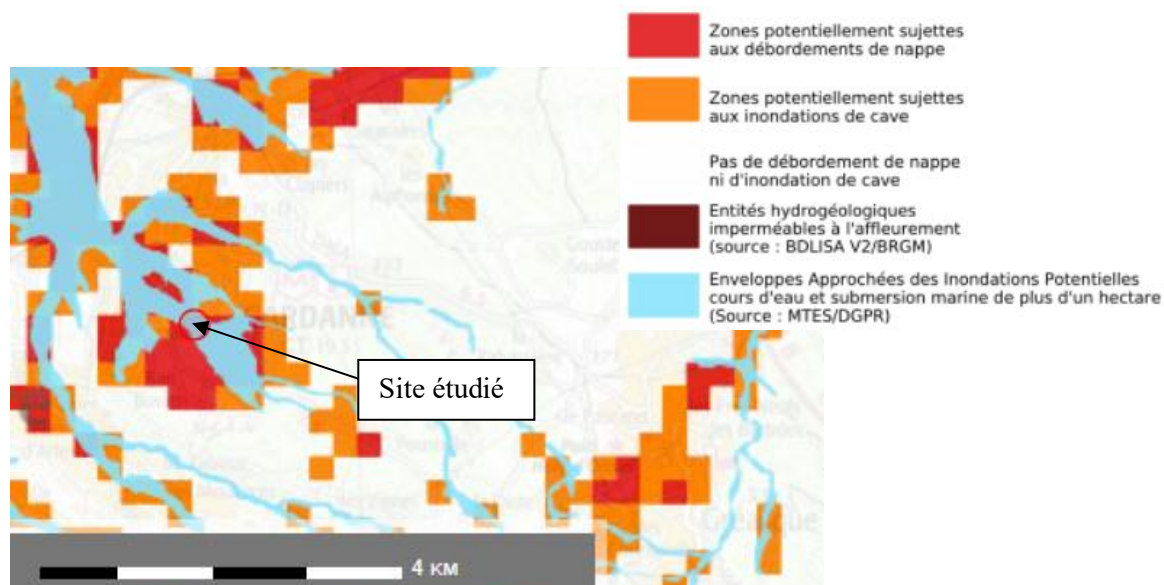 Zones potentiellement sujettes
aux débordements de nappe
Zones potentiellement sujettes
aux inondations de cave
Pas de débordement de nappe
ni d'inondation de cave
Entités hydrogéologiques
imperméables à l'affleurement
(source : BDLISA V2/BRGM)
Enveloppes Approchées des Inondations Potentielles
cours d'eau et submersion marine de plus d'un hectare
(Source : MTES/DGPR)
Site étudié
4 KM